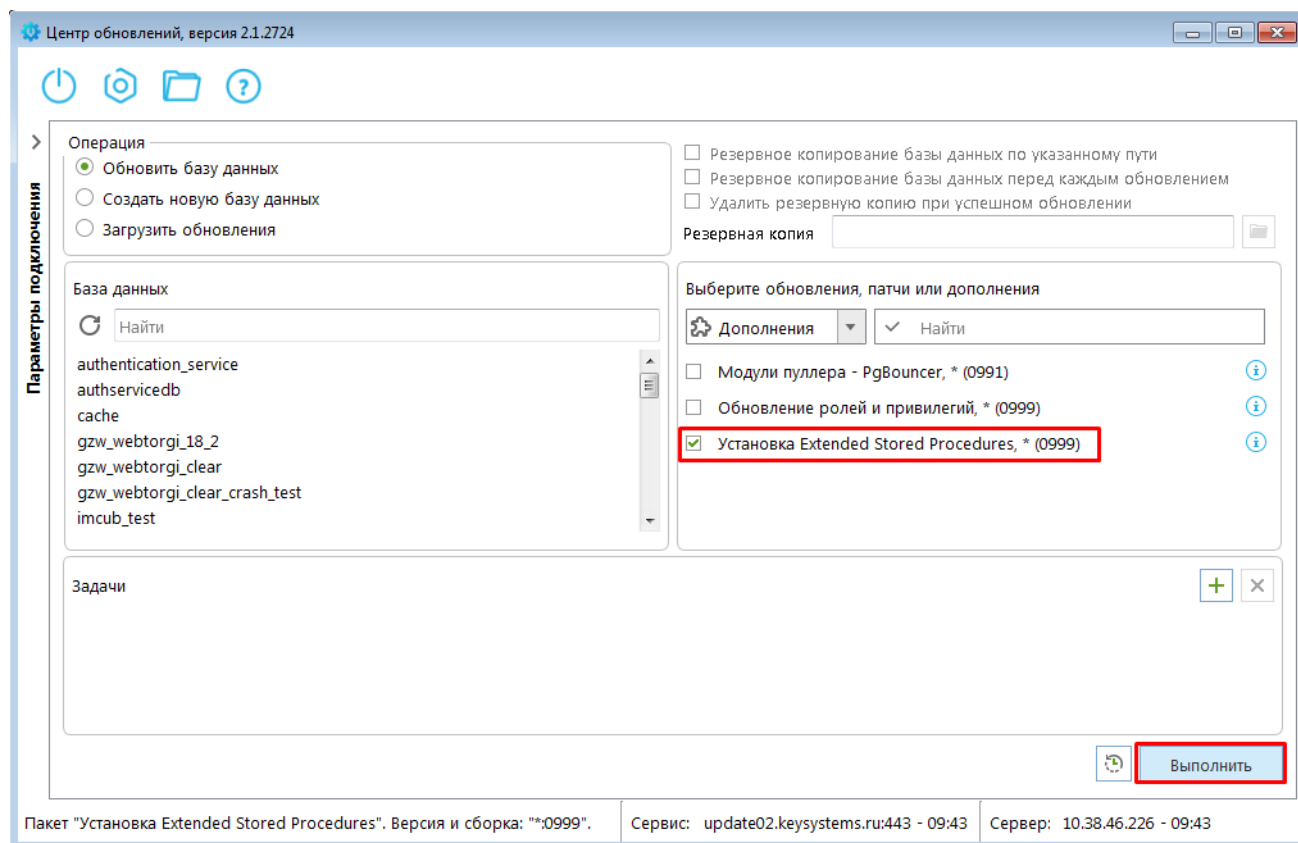 Центр обновлений, версия 2.1.2724
Параметры подключения
Операция
Обновить базу данных
Создать новую базу данных
Загрузить обновления
Резервное копирование базы данных по указанному пути
Резервное копирование базы данных перед каждым обновлением
Удалить резервную копию при успешном обновлении
Резервная копия
База данных
Найти
authentication_service
authservicedb
cache
gzw_webtorgi_18_2
gzw_webtorgi_clear
gzw_webtorgi_clear_crash_test
imcub_test
Выберите обновления, патчи или дополнения
Дополнения Найти
Модули пуллера - PgBouncer, * (0991)
Обновление ролей и привилегий, * (0999)
Установка Extended Stored Procedures, * (0999)
Задачи
Выполнить
Пакет "Установка Extended Stored Procedures". Версия и сборка: "*:0999". Сервис: update02.keysystems.ru:443 - 09:43 Сервер: 10.38.46.226 - 09:43